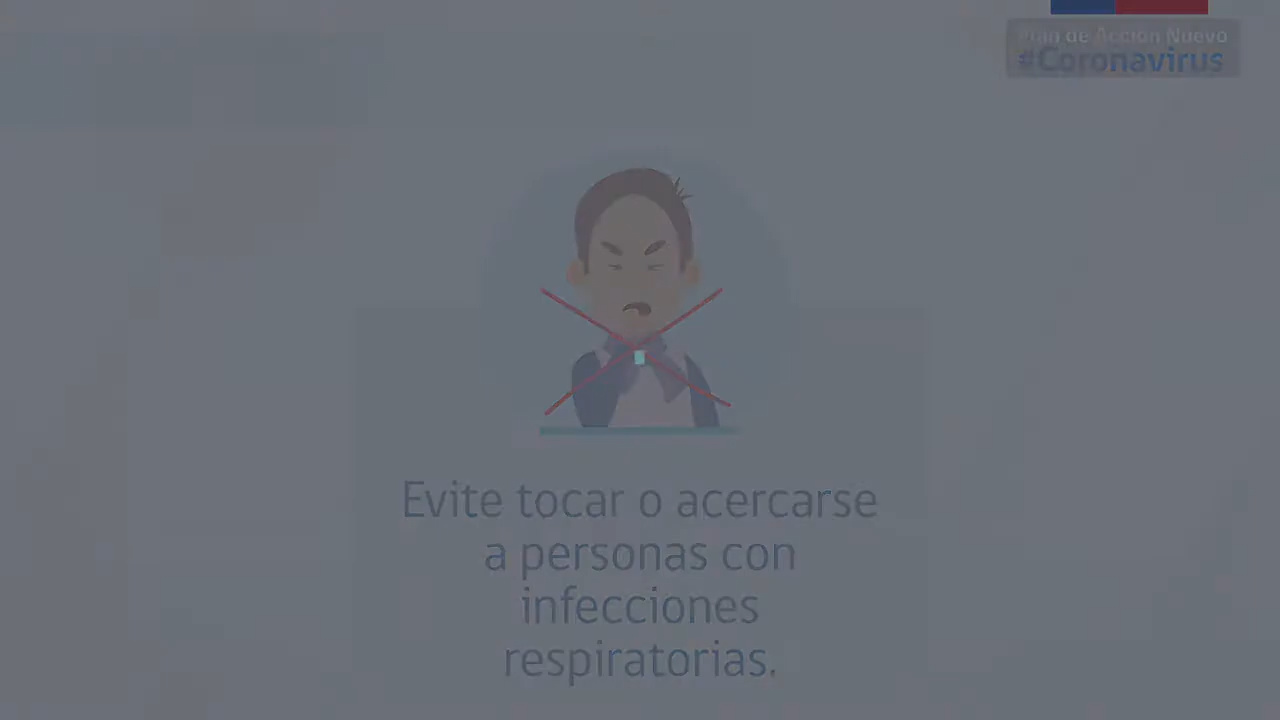 Plan de Acción Nuevo
#Coronavirus
Evite tocar o acercarse
a personas con
infecciones
respiratorias.